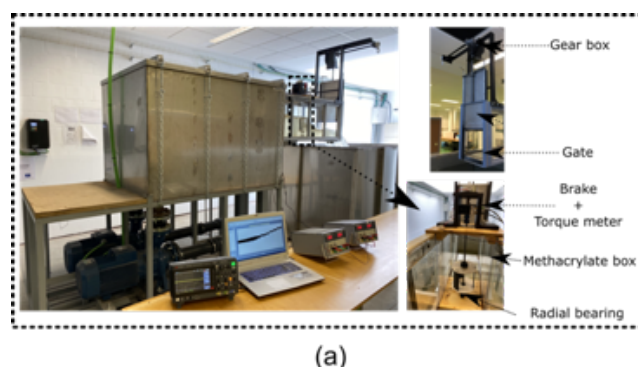 Gear box
Gate
Brake
+
Torque meter
Methacrylate box
Radial bearing
(a)